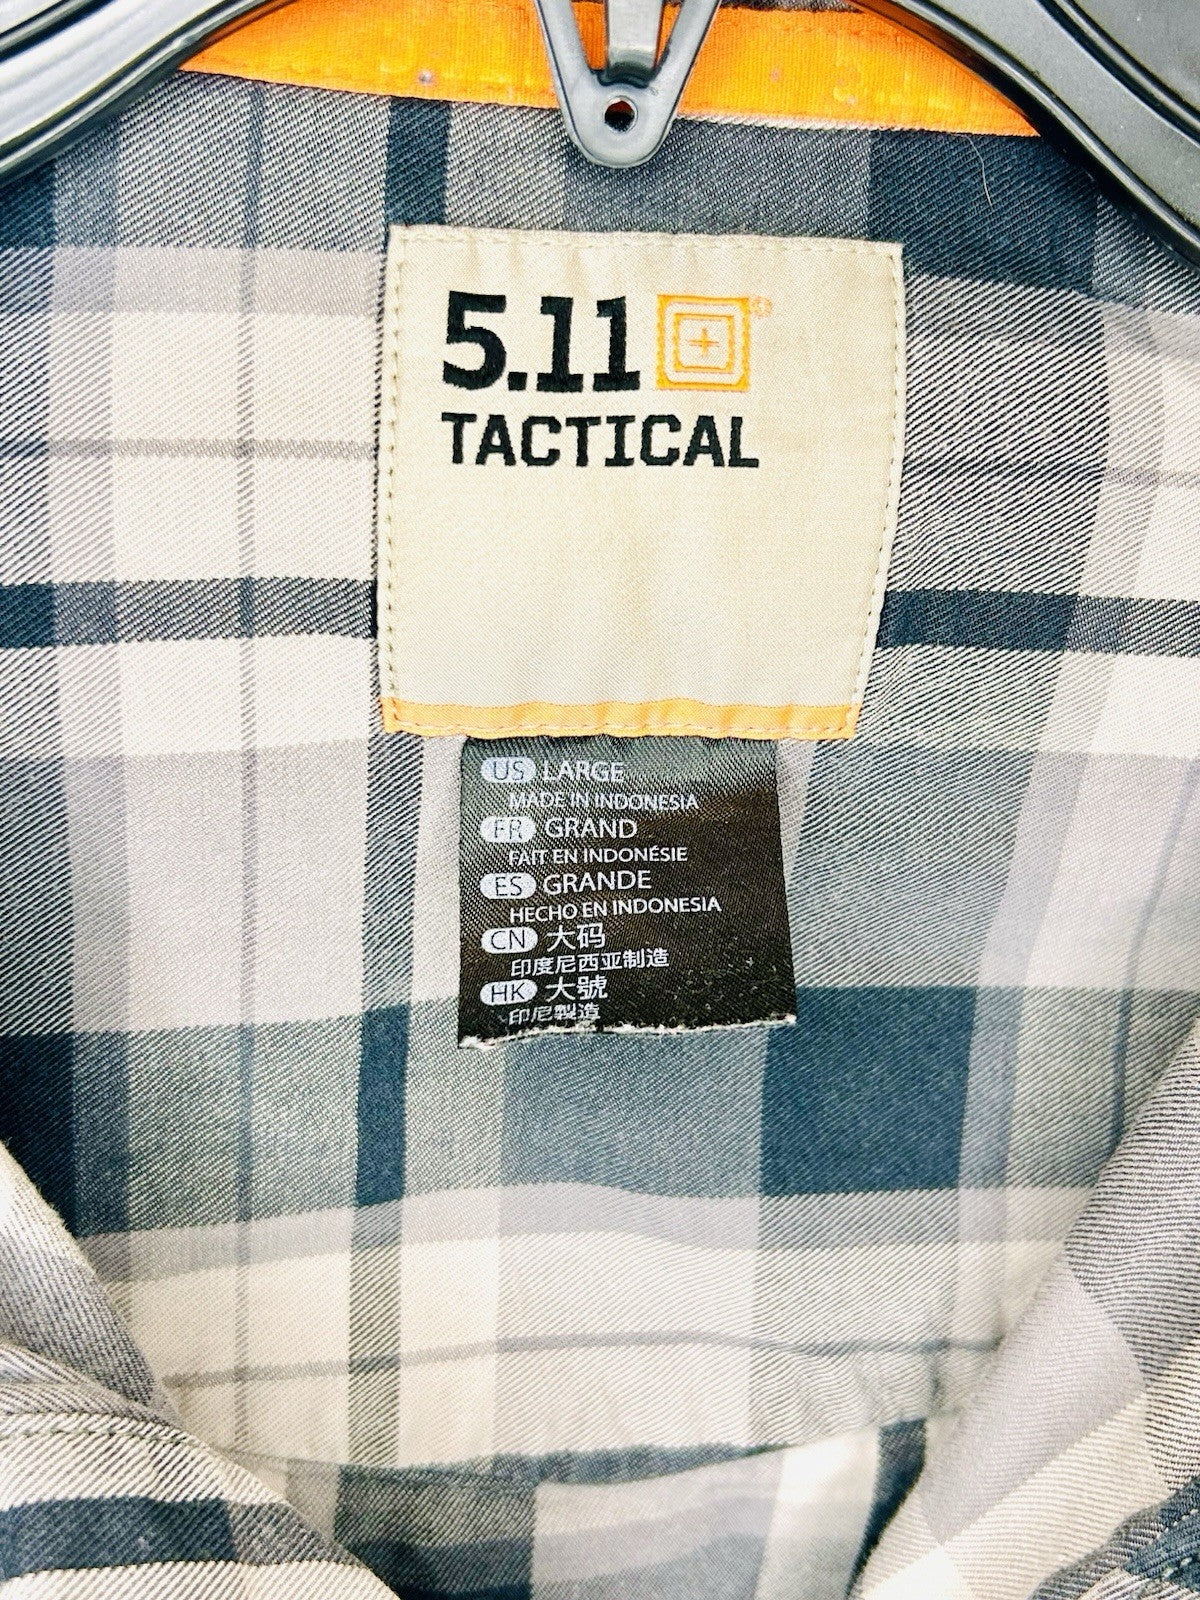 5.11®
TACTICAL
US LARGE
MADE IN INDONESIA
FR GRAND
FAIT EN INDONÉSIE
ES GRANDE
HECHO EN INDONESIA
CN 大码
印度尼西亚制造
HK 大號
印尼製造